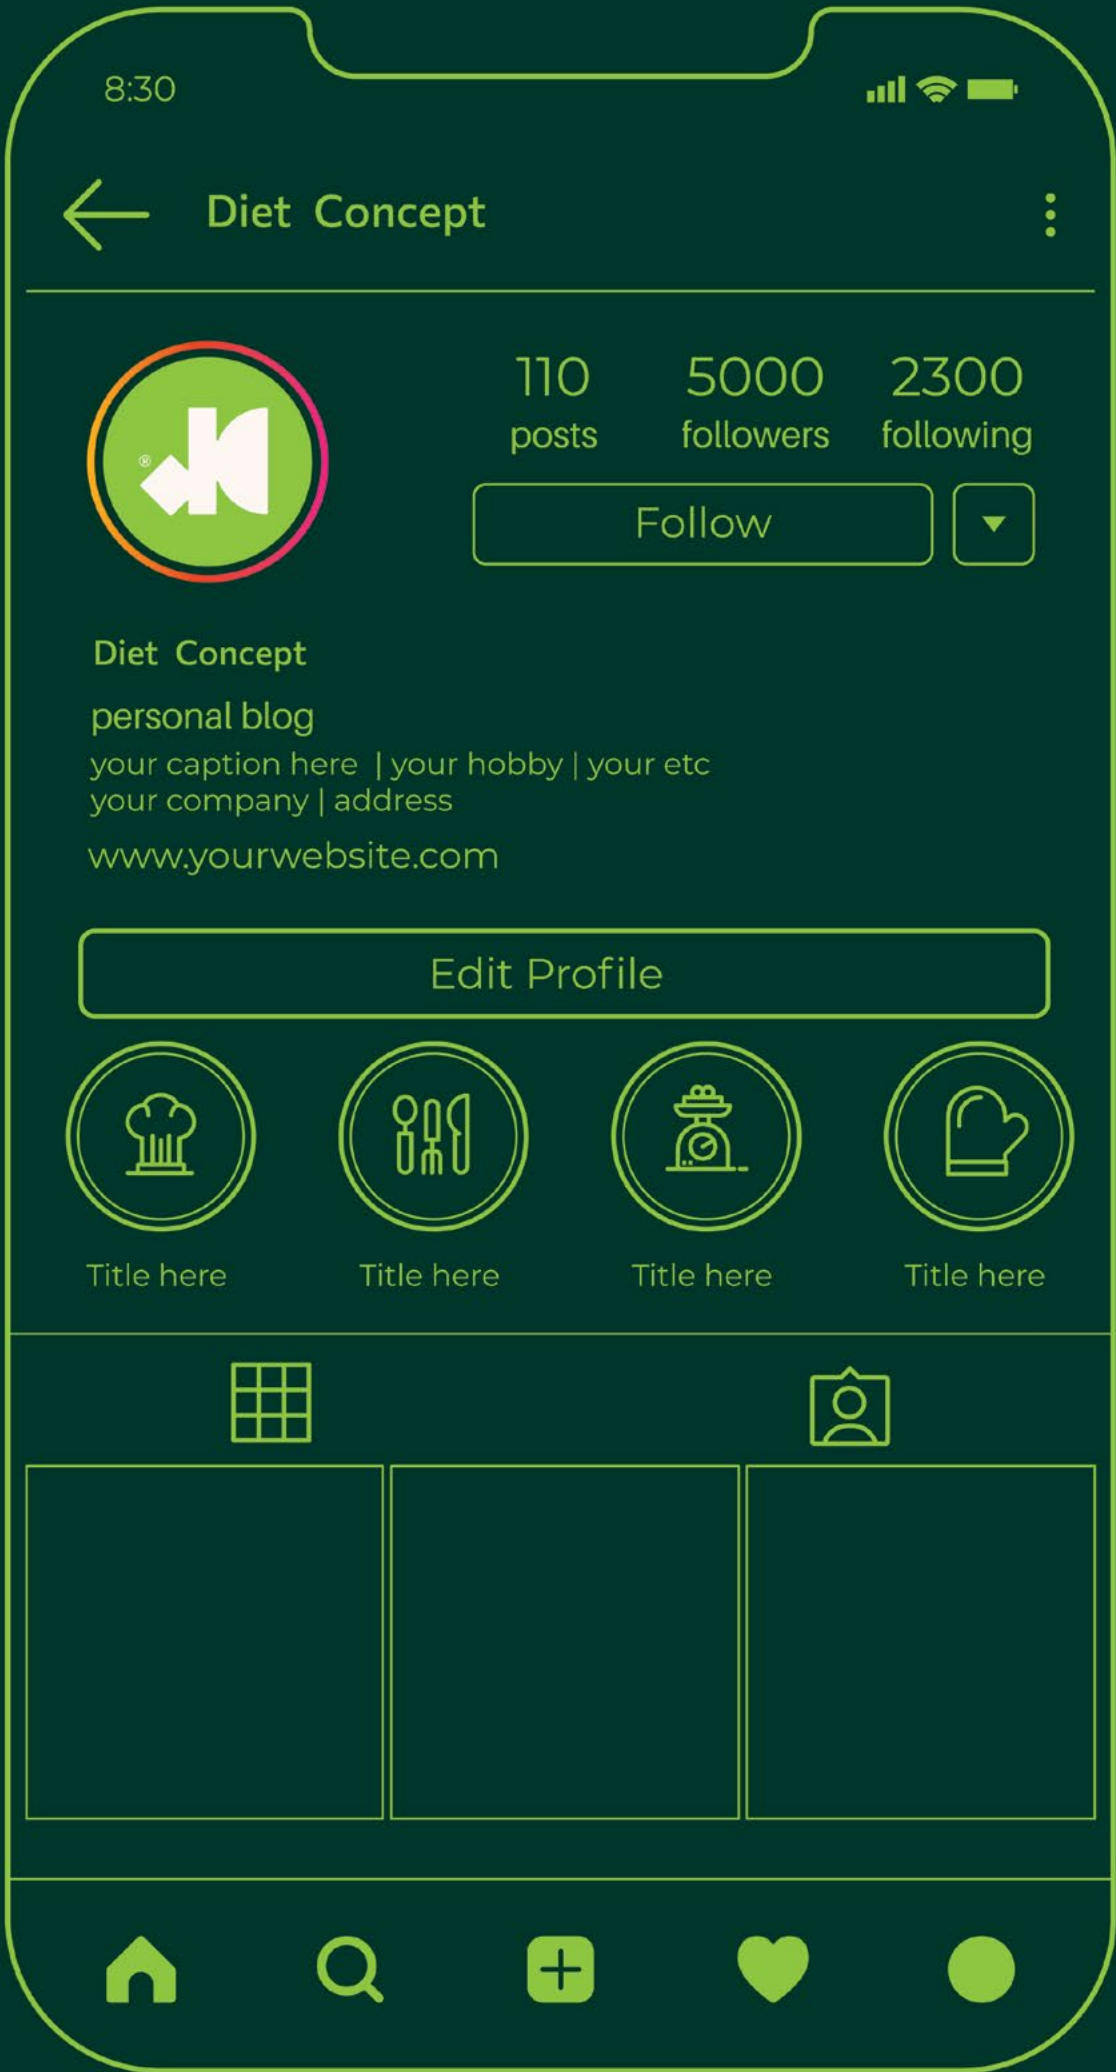 8:30
Diet Concept
110 5000 2300
posts followers following
Follow
®
Diet Concept
personal blog
your caption here | your hobby | your etc
your company | address
www.yourwebsite.com
Edit Profile
Title here Title here Title here Title here